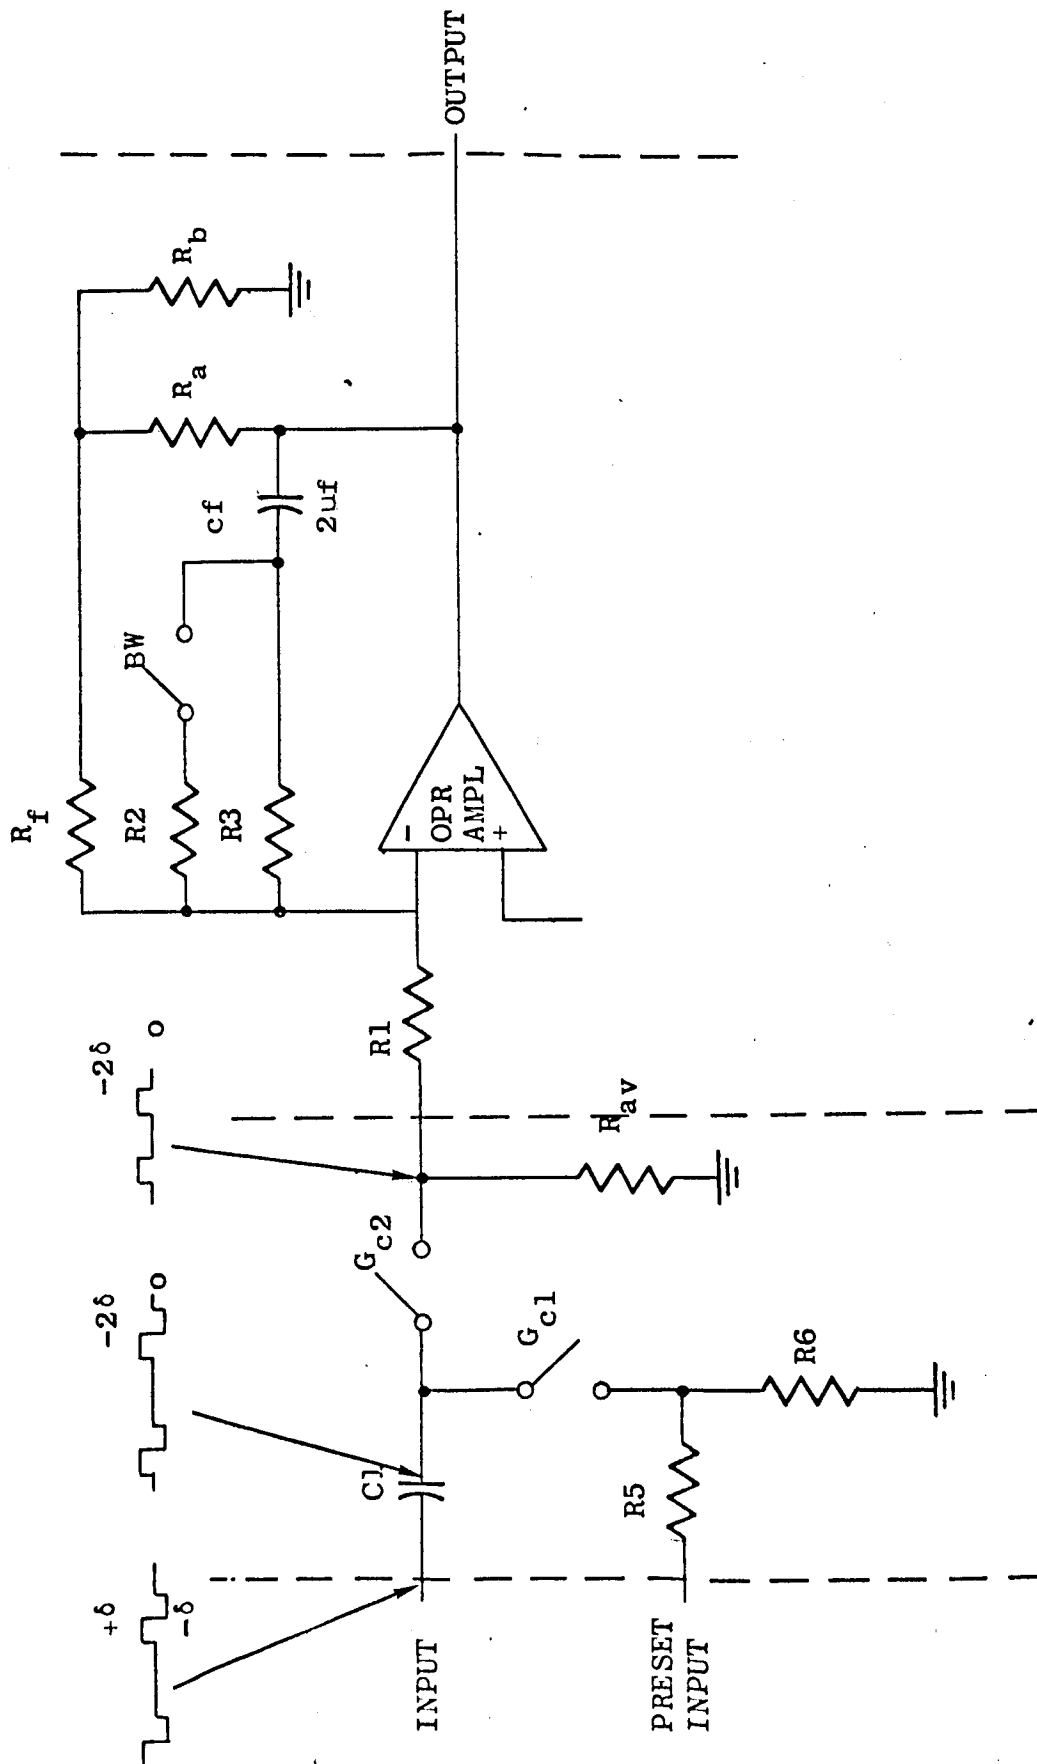 R_f
+δ
-2δ
-2δ
R2
BW
o
o
-δ
R_a
R_b
cf
R3
2uf
C1
G_c2
R1
-
OPR
AMPL
+
INPUT
OUTPUT
G_c1
R_av
R5
PRESET
INPUT
R6